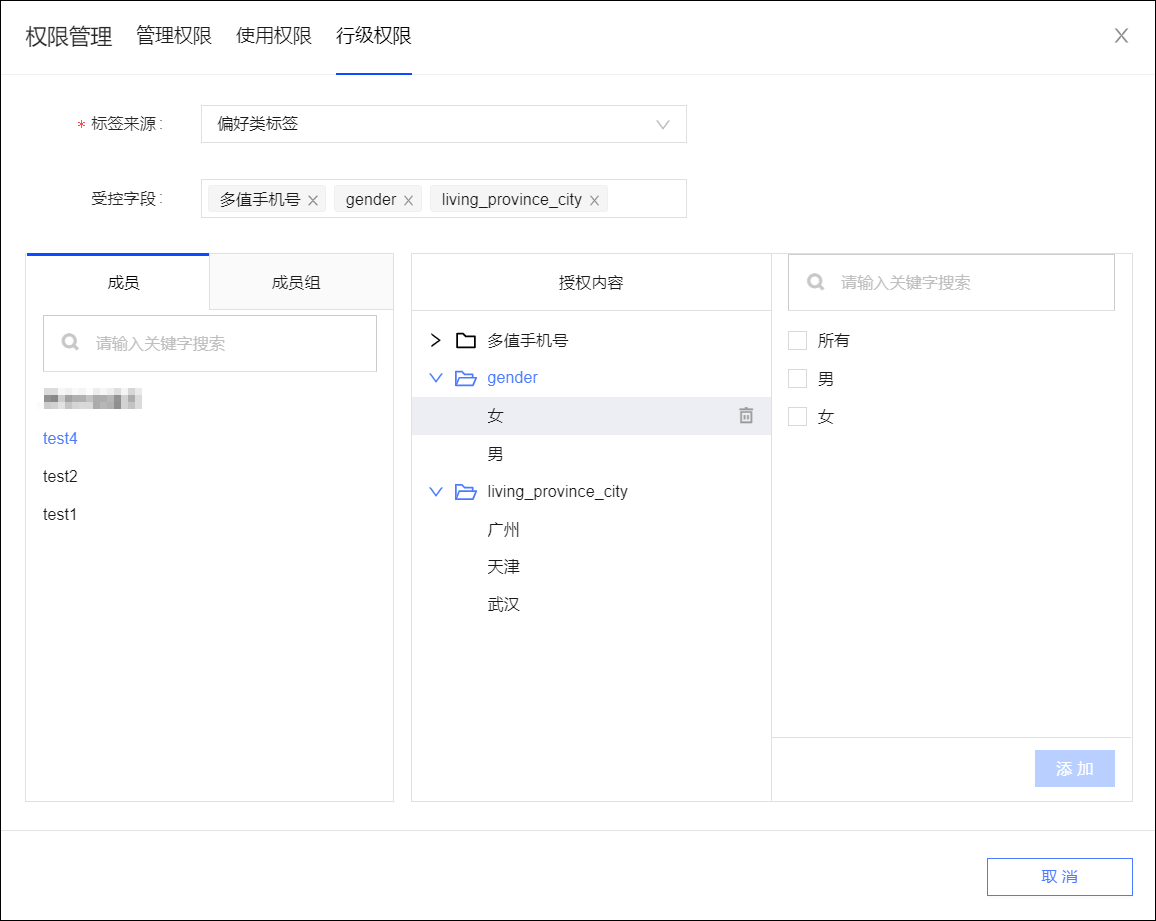 权限管理 管理权限 使用权限 行级权限
* 标签来源: 偏好类标签
受控字段: 多值手机号 gender living_province_city
成员 成员组
请输入关键字搜索
test4
test2
test1
授权内容
多值手机号
gender
女
男
living_province_city
广州
天津
武汉
请输入关键字搜索
所有
男
女
添加
取消